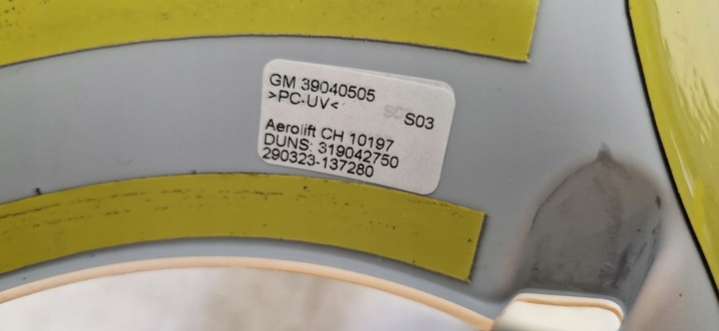 GM 39040505
>PC-UV<
S03
Aerolift CH 10197
DUNS: 319042750
290323-137280